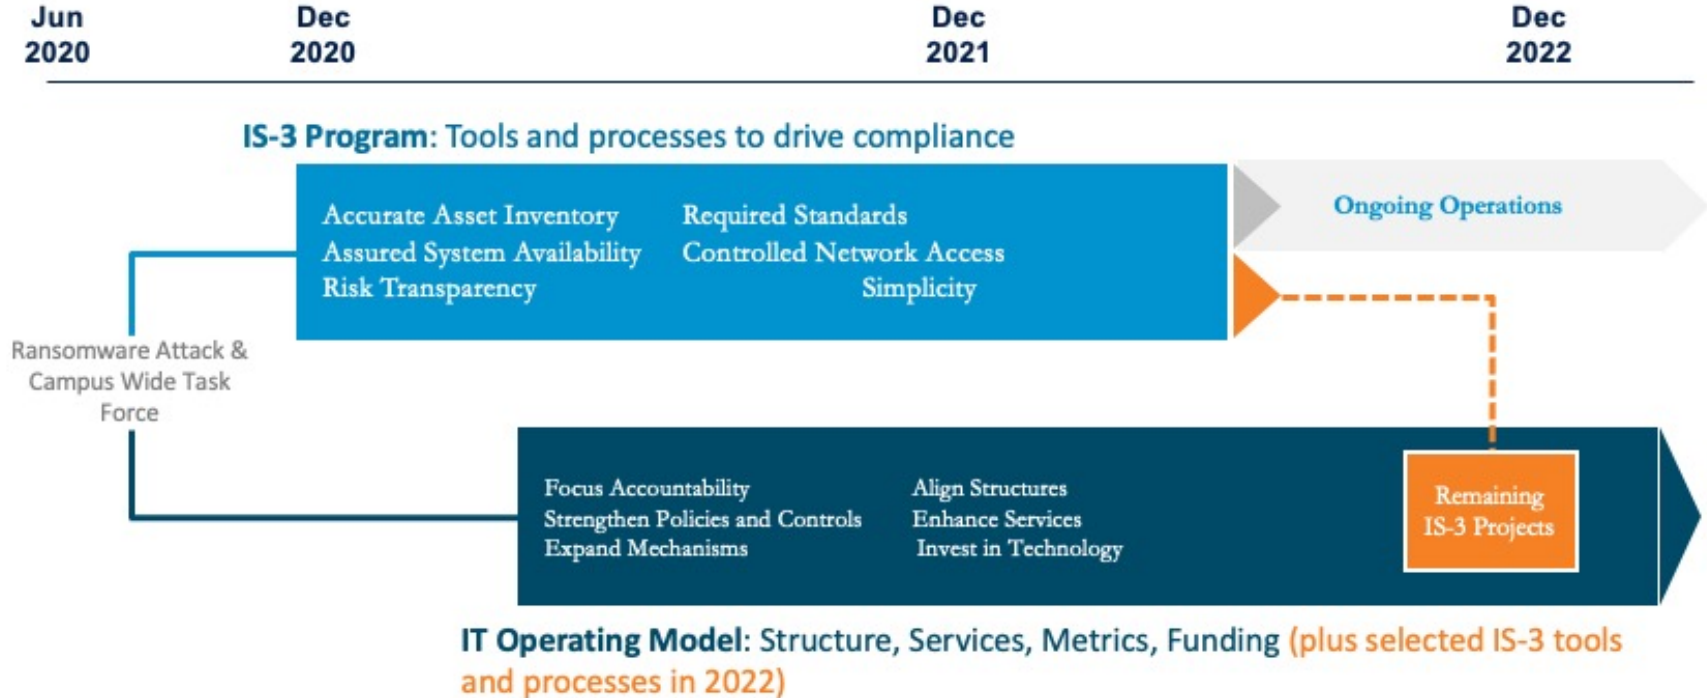 Jun
2020
Dec
2020
Dec
2021
Dec
2022
IS-3 Program: Tools and processes to drive compliance
Accurate Asset Inventory
Required Standards
Assured System Availability
Controlled Network Access
Risk Transparency
Simplicity
Ongoing Operations
Ransomware Attack &
Campus Wide Task
Force
Focus Accountability
Align Structures
Strengthen Policies and Controls
Enhance Services
Expand Mechanisms
Invest in Technology
Remaining
IS-3 Projects
IT Operating Model: Structure, Services, Metrics, Funding (plus selected IS-3 tools
and processes in 2022)